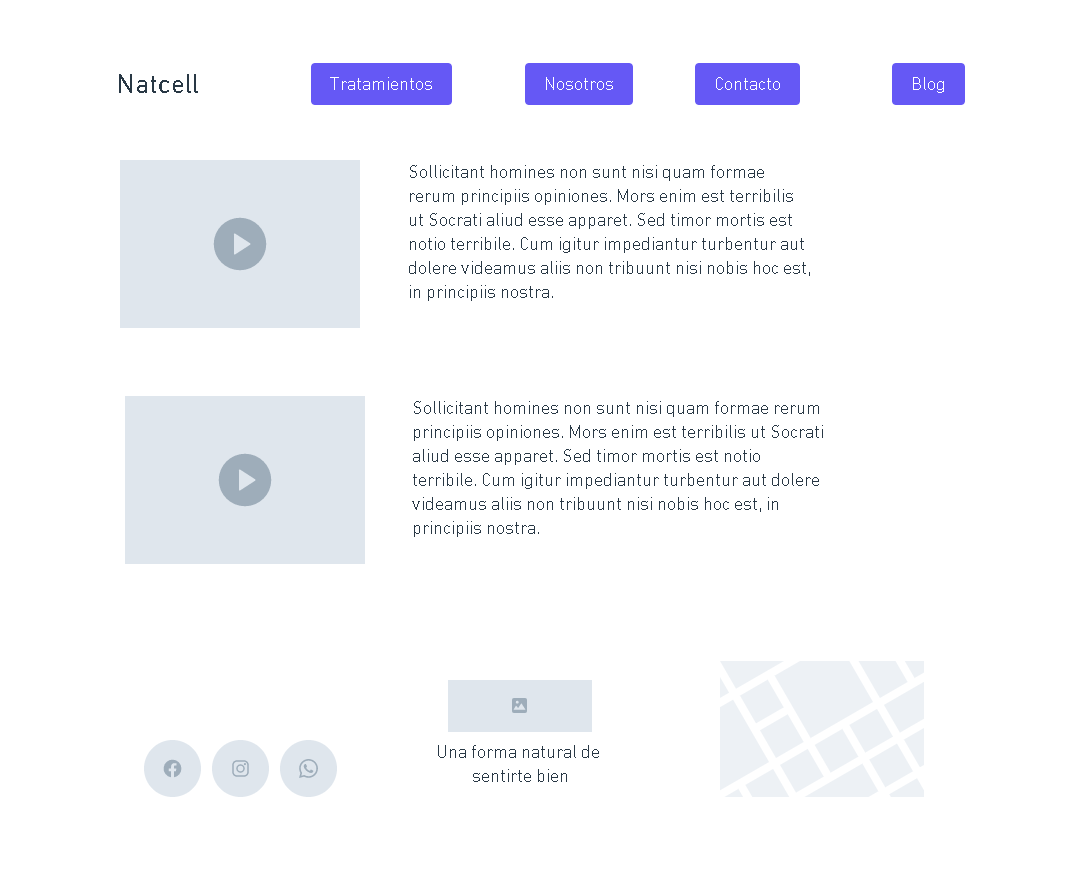 Natcell
Tratamientos
Nosotros
Contacto
Blog
Sollicitant homines non sunt nisi quam formae
rerum principiis opiniones. Mors enim est terribilis
ut Socrati aliud esse apparet. Sed timor mortis est
notio terribile. Cum igitur impediantur turbentur aut
dolere videamus aliis non tribuunt nisi nobis hoc est,
in principiis nostra.
Sollicitant homines non sunt nisi quam formae rerum
principiis opiniones. Mors enim est terribilis ut Socrati
aliud esse apparet. Sed timor mortis est notio
terribile. Cum igitur impediantur turbentur aut dolere
videamus aliis non tribuunt nisi nobis hoc est, in
principiis nostra.
Una forma natural de
sentirte bien